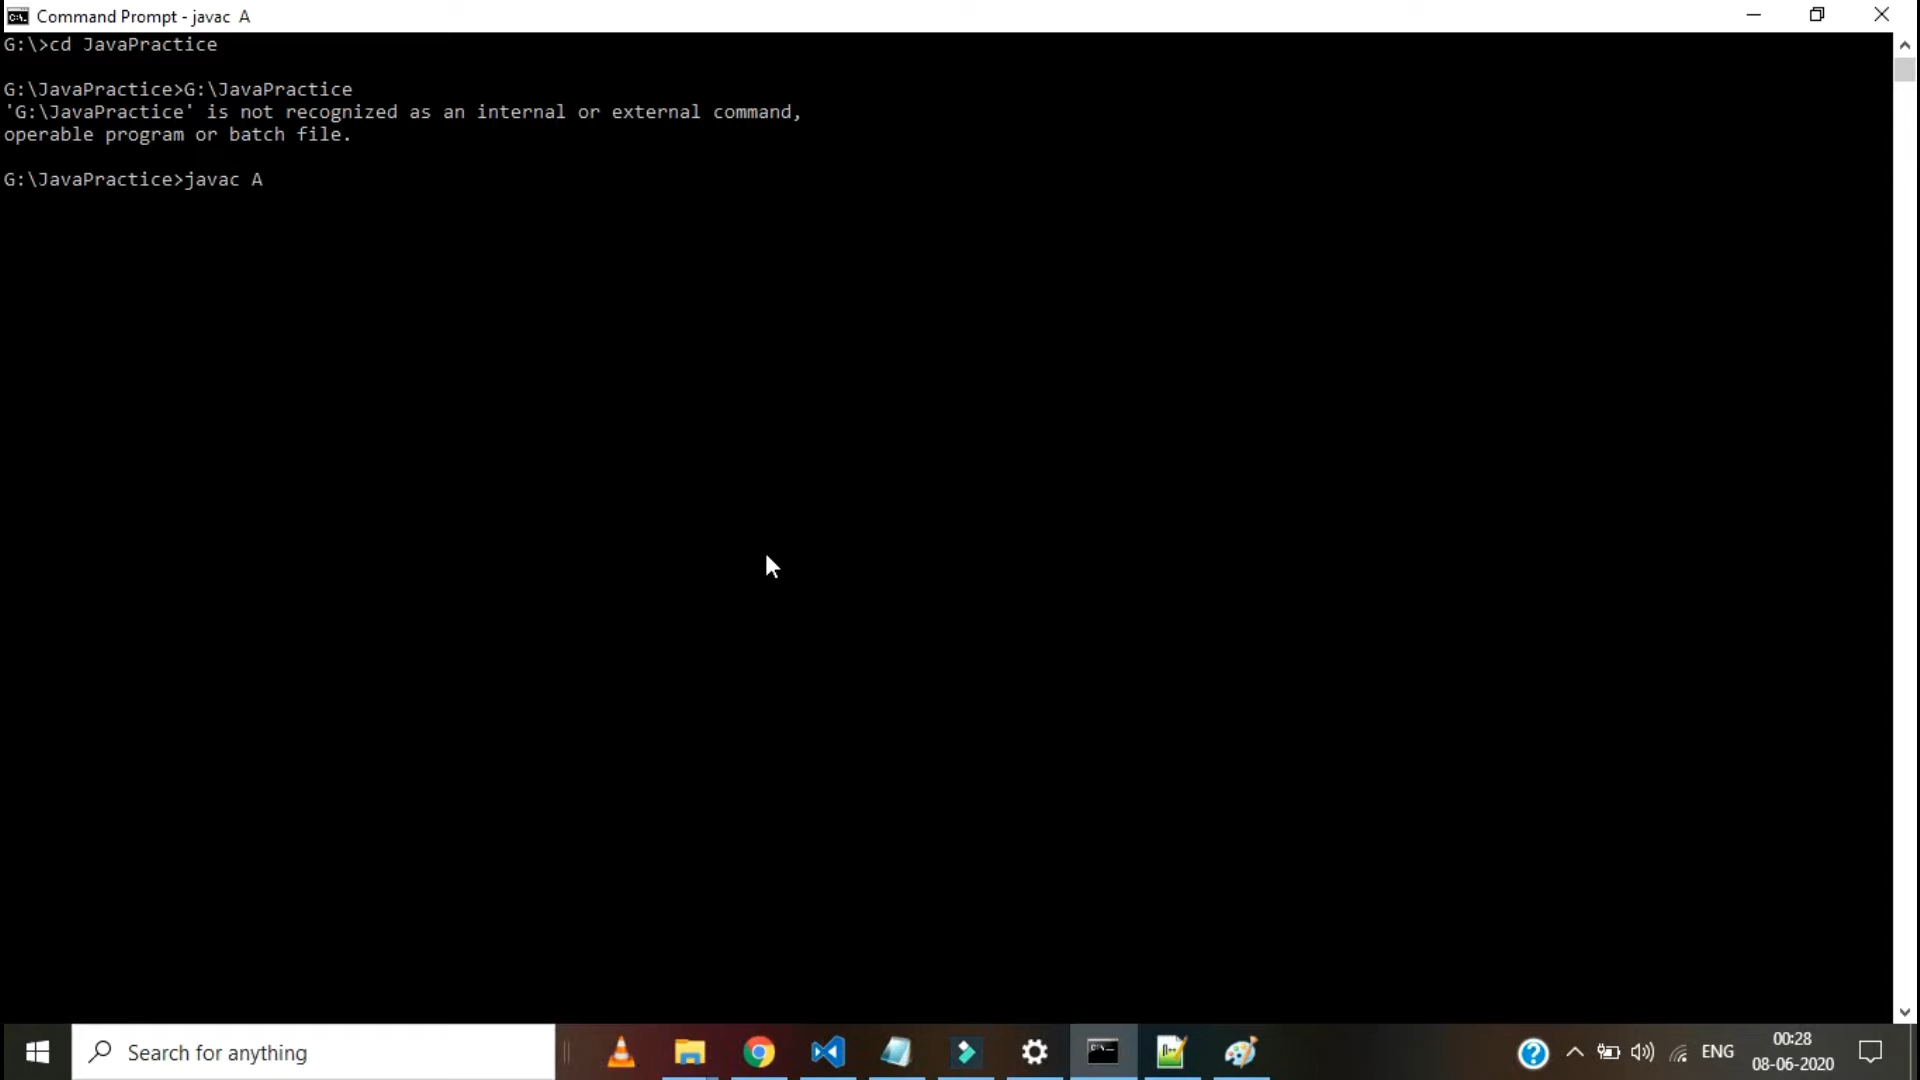 Command Prompt - javac  A
G:\>cd JavaPractice
G:\JavaPractice>G:\JavaPractice
'G:\JavaPractice' is not recognized as an internal or external command,
operable program or batch file.
G:\JavaPractice>javac A
Search for anything
ENG
00:28
08-06-2020